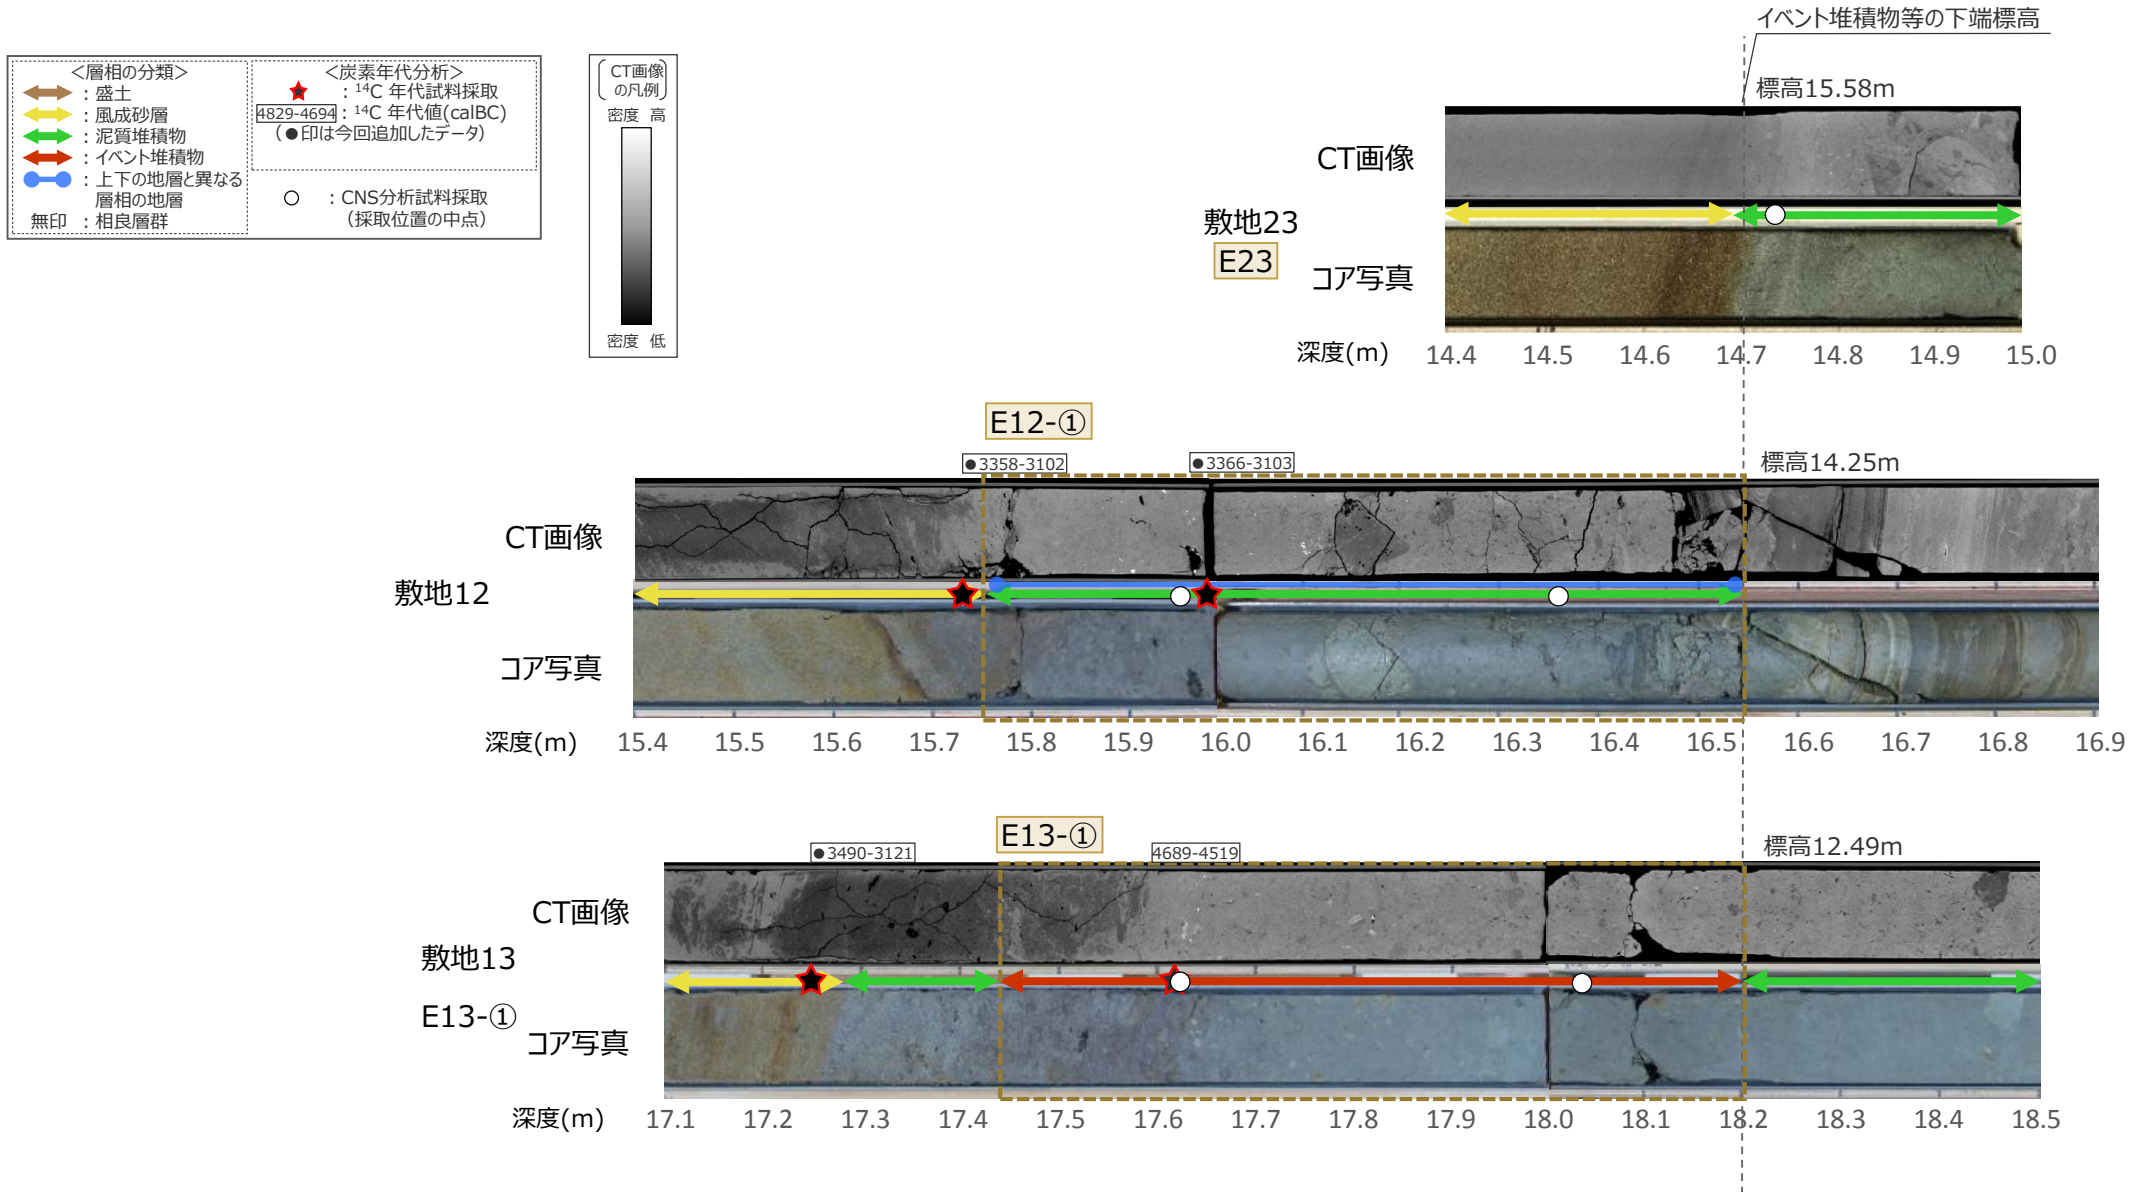 イベント堆積物等の下端標高
＜層相の分類＞
：盛土
：風成砂層
：泥質堆積物
：イベント堆積物
：上下の地層と異なる
層相の地層
無印 ：相良層群
＜炭素年代分析＞
：¹⁴C 年代試料採取
4829-4694：¹⁴C 年代値(calBC)
（●印は今回追加したデータ）
：CNS分析試料採取
（採取位置の中点）
CT画像
の凡例
密度 高
密度 低
標高15.58m
CT画像
敷地23
E23
コア写真
深度(m) 14.4 14.5 14.6 14.7 14.8 14.9 15.0
E12-①
●3358-3102 ●3366-3103
標高14.25m
CT画像
敷地12
コア写真
深度(m) 15.4 15.5 15.6 15.7 15.8 15.9 16.0 16.1 16.2 16.3 16.4 16.5 16.6 16.7 16.8 16.9
E13-①
●3490-3121 4689-4519
標高12.49m
CT画像
敷地13
E13-①
コア写真
深度(m) 17.1 17.2 17.3 17.4 17.5 17.6 17.7 17.8 17.9 18.0 18.1 18.2 18.3 18.4 18.5